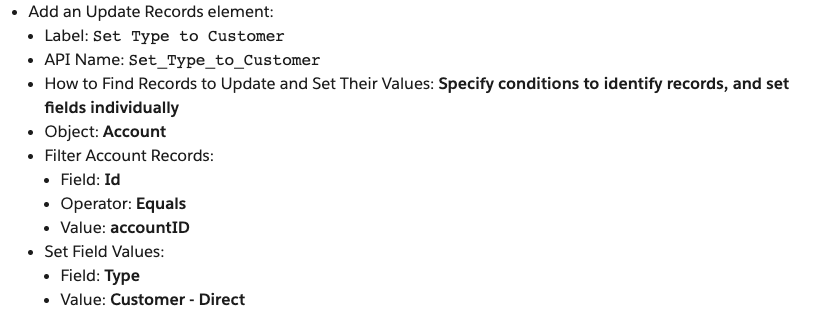 Add an Update Records element:
Label: Set Type to Customer
API Name: Set_Type_to_Customer
How to Find Records to Update and Set Their Values: Specify conditions to identify records, and set
fields individually
Object: Account
Filter Account Records:
Field: Id
Operator: Equals
Value: accountID
Set Field Values:
Field: Type
Value: Customer - Direct